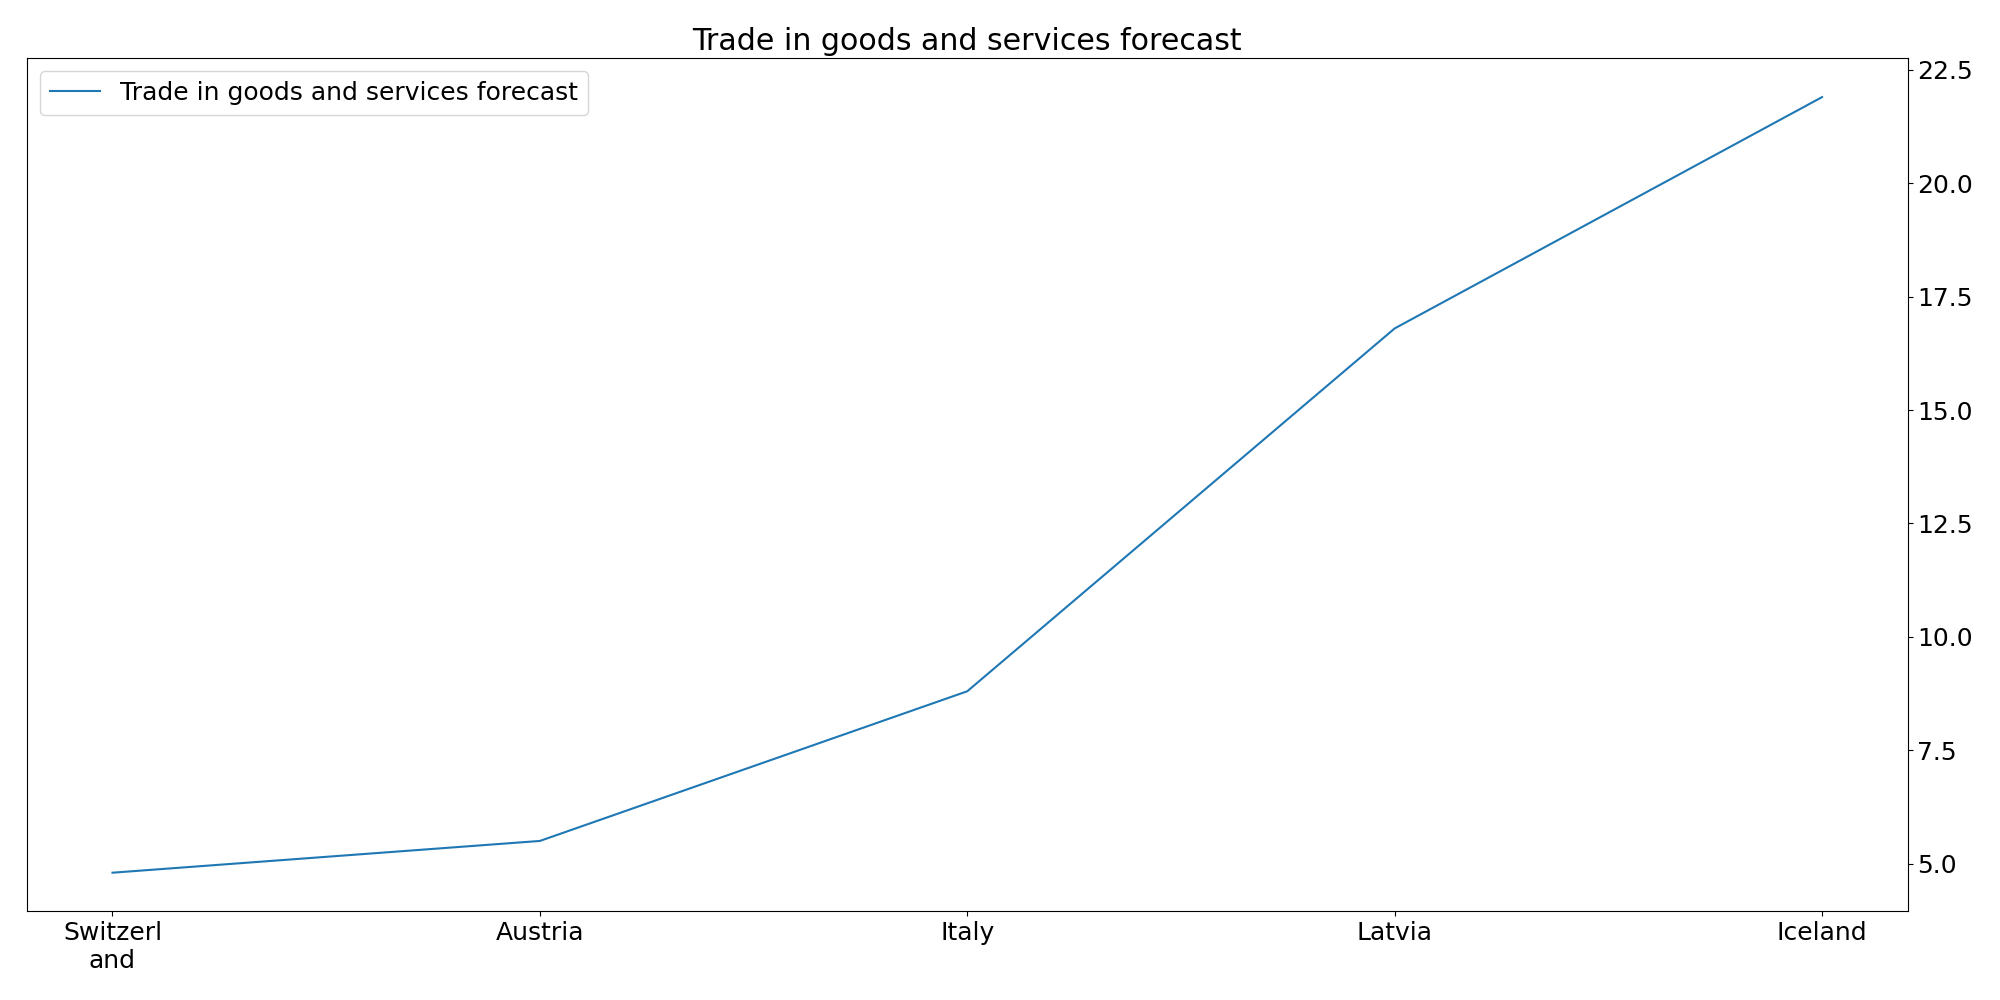 Trade in goods and services forecast
Trade in goods and services forecast
22.5
20.0
17.5
15.0
12.5
10.0
7.5
5.0
Switzerl
and
Austria
Italy
Latvia
Iceland